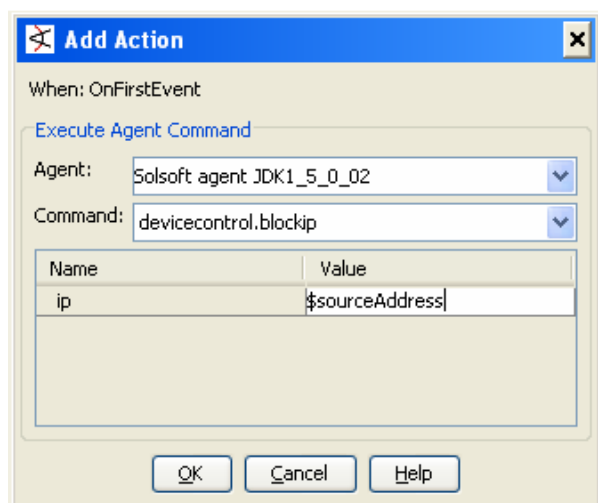 Add Action
When: OnFirstEvent
Execute Agent Command
Agent: Solsoft agent JDK1_5_0_02
Command: devicecontrol.blockip
Name Value
ip $sourceAddress
OK Cancel Help